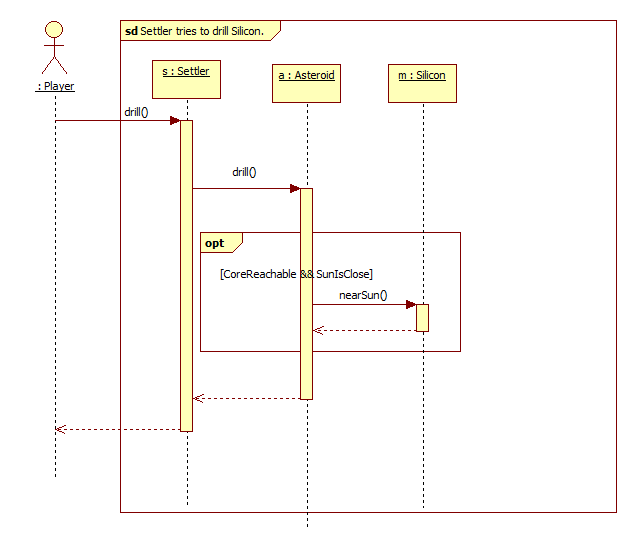 sd Settler tries to drill Silicon.
: Player
s : Settler
a : Asteroid
m : Silicon
drill()
drill()
opt
[CoreReachable && SunIsClose]
nearSun()